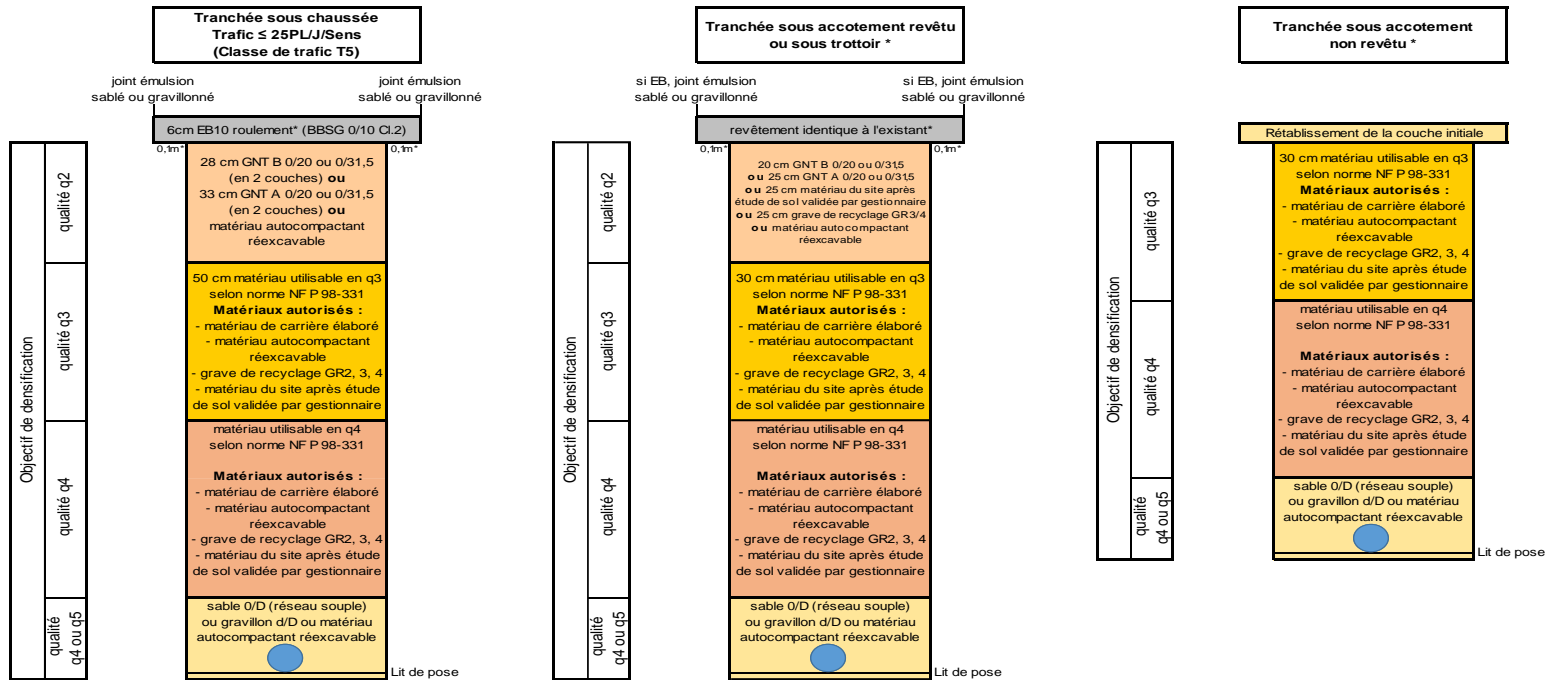 Tranchée sous chaussée
Trafic ≤ 25PL/J/Sens
(Classe de trafic T5)
joint émulsion
sablé ou gravillonné
joint émulsion
sablé ou gravillonné
6cm EB10 roulement* (BBSG 0/10 Cl.2)
0,1m*
0,1m*
Objectif de densification
qualité q2
28 cm GNT B 0/20 ou 0/31,5
(en 2 couches) ou
33 cm GNT A 0/20 ou 0/31,5
(en 2 couches) ou
matériau autocompactant
réexcavable
qualité q3
50 cm matériau utilisable en q3
selon norme NF P 98-331
Matériaux autorisés :
- matériau de carrière élaboré
- matériau autocompactant
réexcavable
- grave de recyclage GR2, 3, 4
- matériau du site après étude
de sol validée par gestionnaire
qualité q4
matériau utilisable en q4
selon norme NF P 98-331
Matériaux autorisés :
- matériau de carrière élaboré
- matériau autocompactant
réexcavable
- grave de recyclage GR2, 3, 4
- matériau du site après étude
de sol validée par gestionnaire
qualité
q4 ou q5
sable 0/D (réseau souple)
ou gravillon d/D ou matériau
autocompactant réexcavable
Lit de pose
Tranchée sous accotement revêtu
ou sous trottoir *
si EB, joint émulsion
sablé ou gravillonné
si EB, joint émulsion
sablé ou gravillonné
revêtement identique à l'existant*
0,1m*
0,1m*
Objectif de densification
qualité q2
20 cm GNT B 0/20 ou 0/31,5
ou 25 cm GNT A 0/20 ou 0/31,5
ou 25 cm matériau du site après
étude de sol validée par gestionnaire
ou 25 cm grave de recyclage GR3/4
ou matériau autocompactant
réexcavable
qualité q3
30 cm matériau utilisable en q3
selon norme NF P 98-331
Matériaux autorisés :
- matériau de carrière élaboré
- matériau autocompactant
réexcavable
- grave de recyclage GR2, 3, 4
- matériau du site après étude
de sol validée par gestionnaire
qualité q4
matériau utilisable en q4
selon norme NF P 98-331
Matériaux autorisés :
- matériau de carrière élaboré
- matériau autocompactant
réexcavable
- grave de recyclage GR2, 3, 4
- matériau du site après étude
de sol validée par gestionnaire
qualité
q4 ou q5
sable 0/D (réseau souple)
ou gravillon d/D ou matériau
autocompactant réexcavable
Lit de pose
Tranchée sous accotement
non revêtu *
Rétablissement de la couche initiale
Objectif de densification
qualité q3
30 cm matériau utilisable en q3
selon norme NF P 98-331
Matériaux autorisés :
- matériau de carrière élaboré
- matériau autocompactant
réexcavable
- grave de recyclage GR2, 3, 4
- matériau du site après étude
de sol validée par gestionnaire
qualité q4
matériau utilisable en q4
selon norme NF P 98-331
Matériaux autorisés :
- matériau de carrière élaboré
- matériau autocompactant
réexcavable
- grave de recyclage GR2, 3, 4
- matériau du site après étude
de sol validée par gestionnaire
qualité
q4 ou q5
sable 0/D (réseau souple)
ou gravillon d/D ou matériau
autocompactant réexcavable
Lit de pose